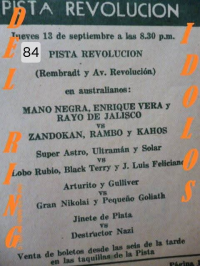 PISTA REVOLUCION
Jueves 13 de septiembre a las 8.30 p.m.
84
PISTA REVOLUCION
(Rembradt y Av. Revolución)
en australianos:
MANO NEGRA, ENRIQUE VERA y
RAYO DE JALISCO
vs
ZANDOKAN, RAMBO y KAHOS
Super Astro, Ultramán y Solar
vs
Lobo Rubio, Black Terry y J. Luis Feliciano
Arturito y Gulliver
vs
Gran Nikolai y Pequeño Goliath
Jinete de Plata
vs
Destructor Nazi
Venta de boletos desde las seis de la tarde
en las taquillas de la Pista
DEL RING
IDOLOS